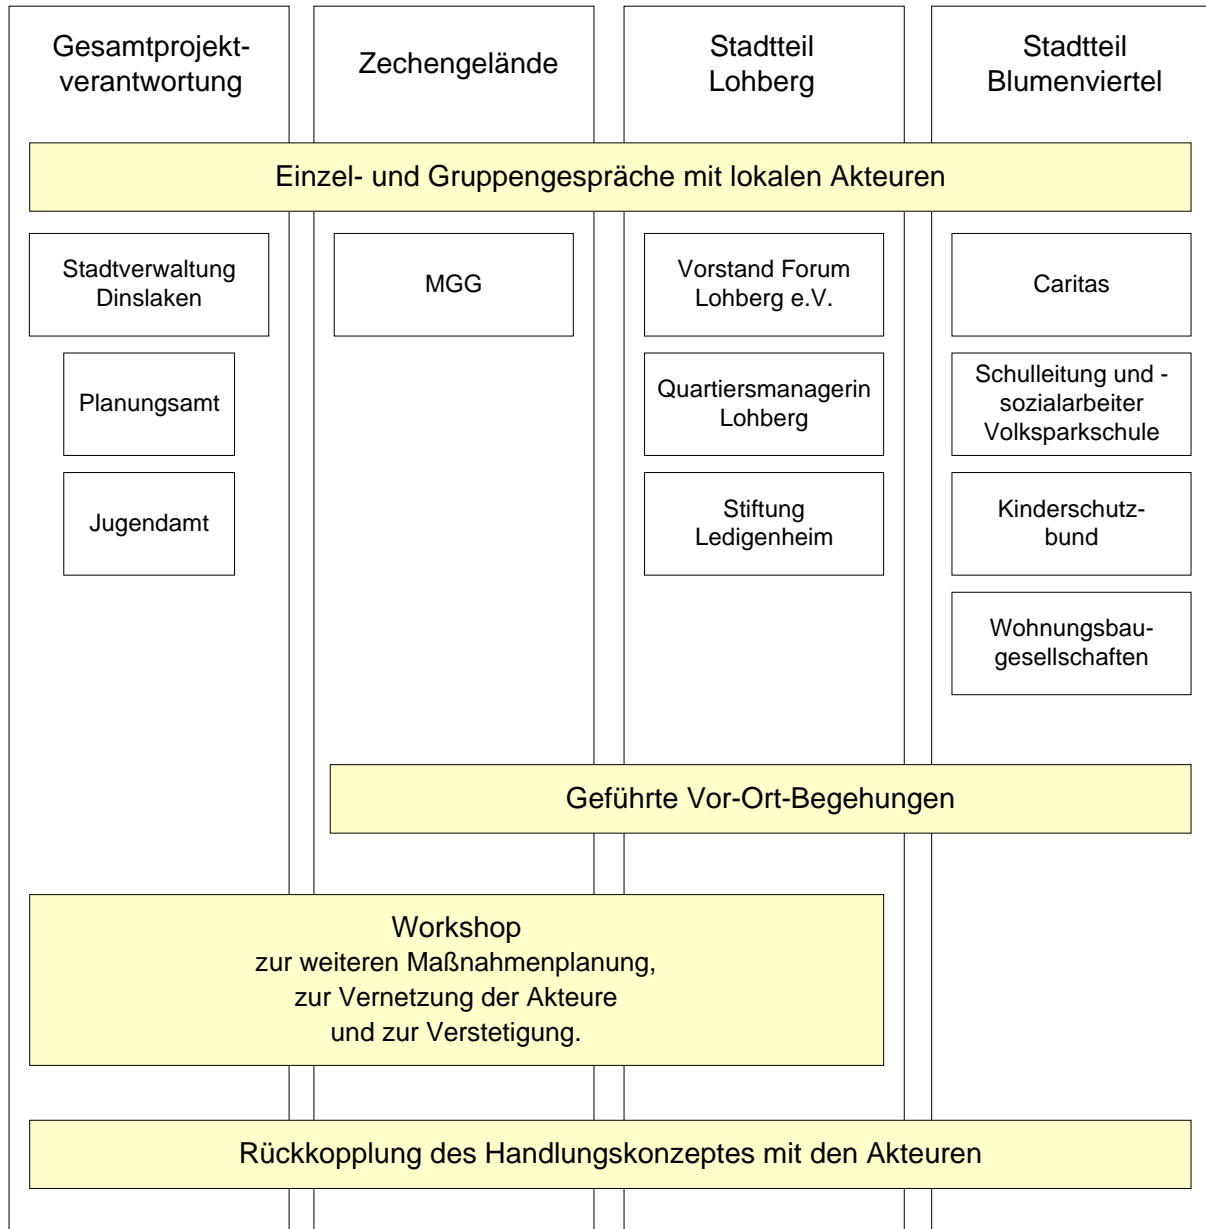 Gesamtprojekt-
verantwortung
Zechengelände
Stadtteil
Lohberg
Stadtteil
Blumenviertel
Einzel- und Gruppengespräche mit lokalen Akteuren
Stadtverwaltung
Dinslaken
MGG
Vorstand Forum
Lohberg e.V.
Caritas
Planungsamt
Quartiersmanagerin
Lohberg
Schulleitung und -
sozialarbeiter
Volksparkschule
Jugendamt
Stiftung
Ledigenheim
Kinderschutz-
bund
Wohnungsbau-
gesellschaften
Geführte Vor-Ort-Begehungen
Workshop
zur weiteren Maßnahmenplanung,
zur Vernetzung der Akteure
und zur Verstetigung.
Rückkopplung des Handlungskonzeptes mit den Akteuren